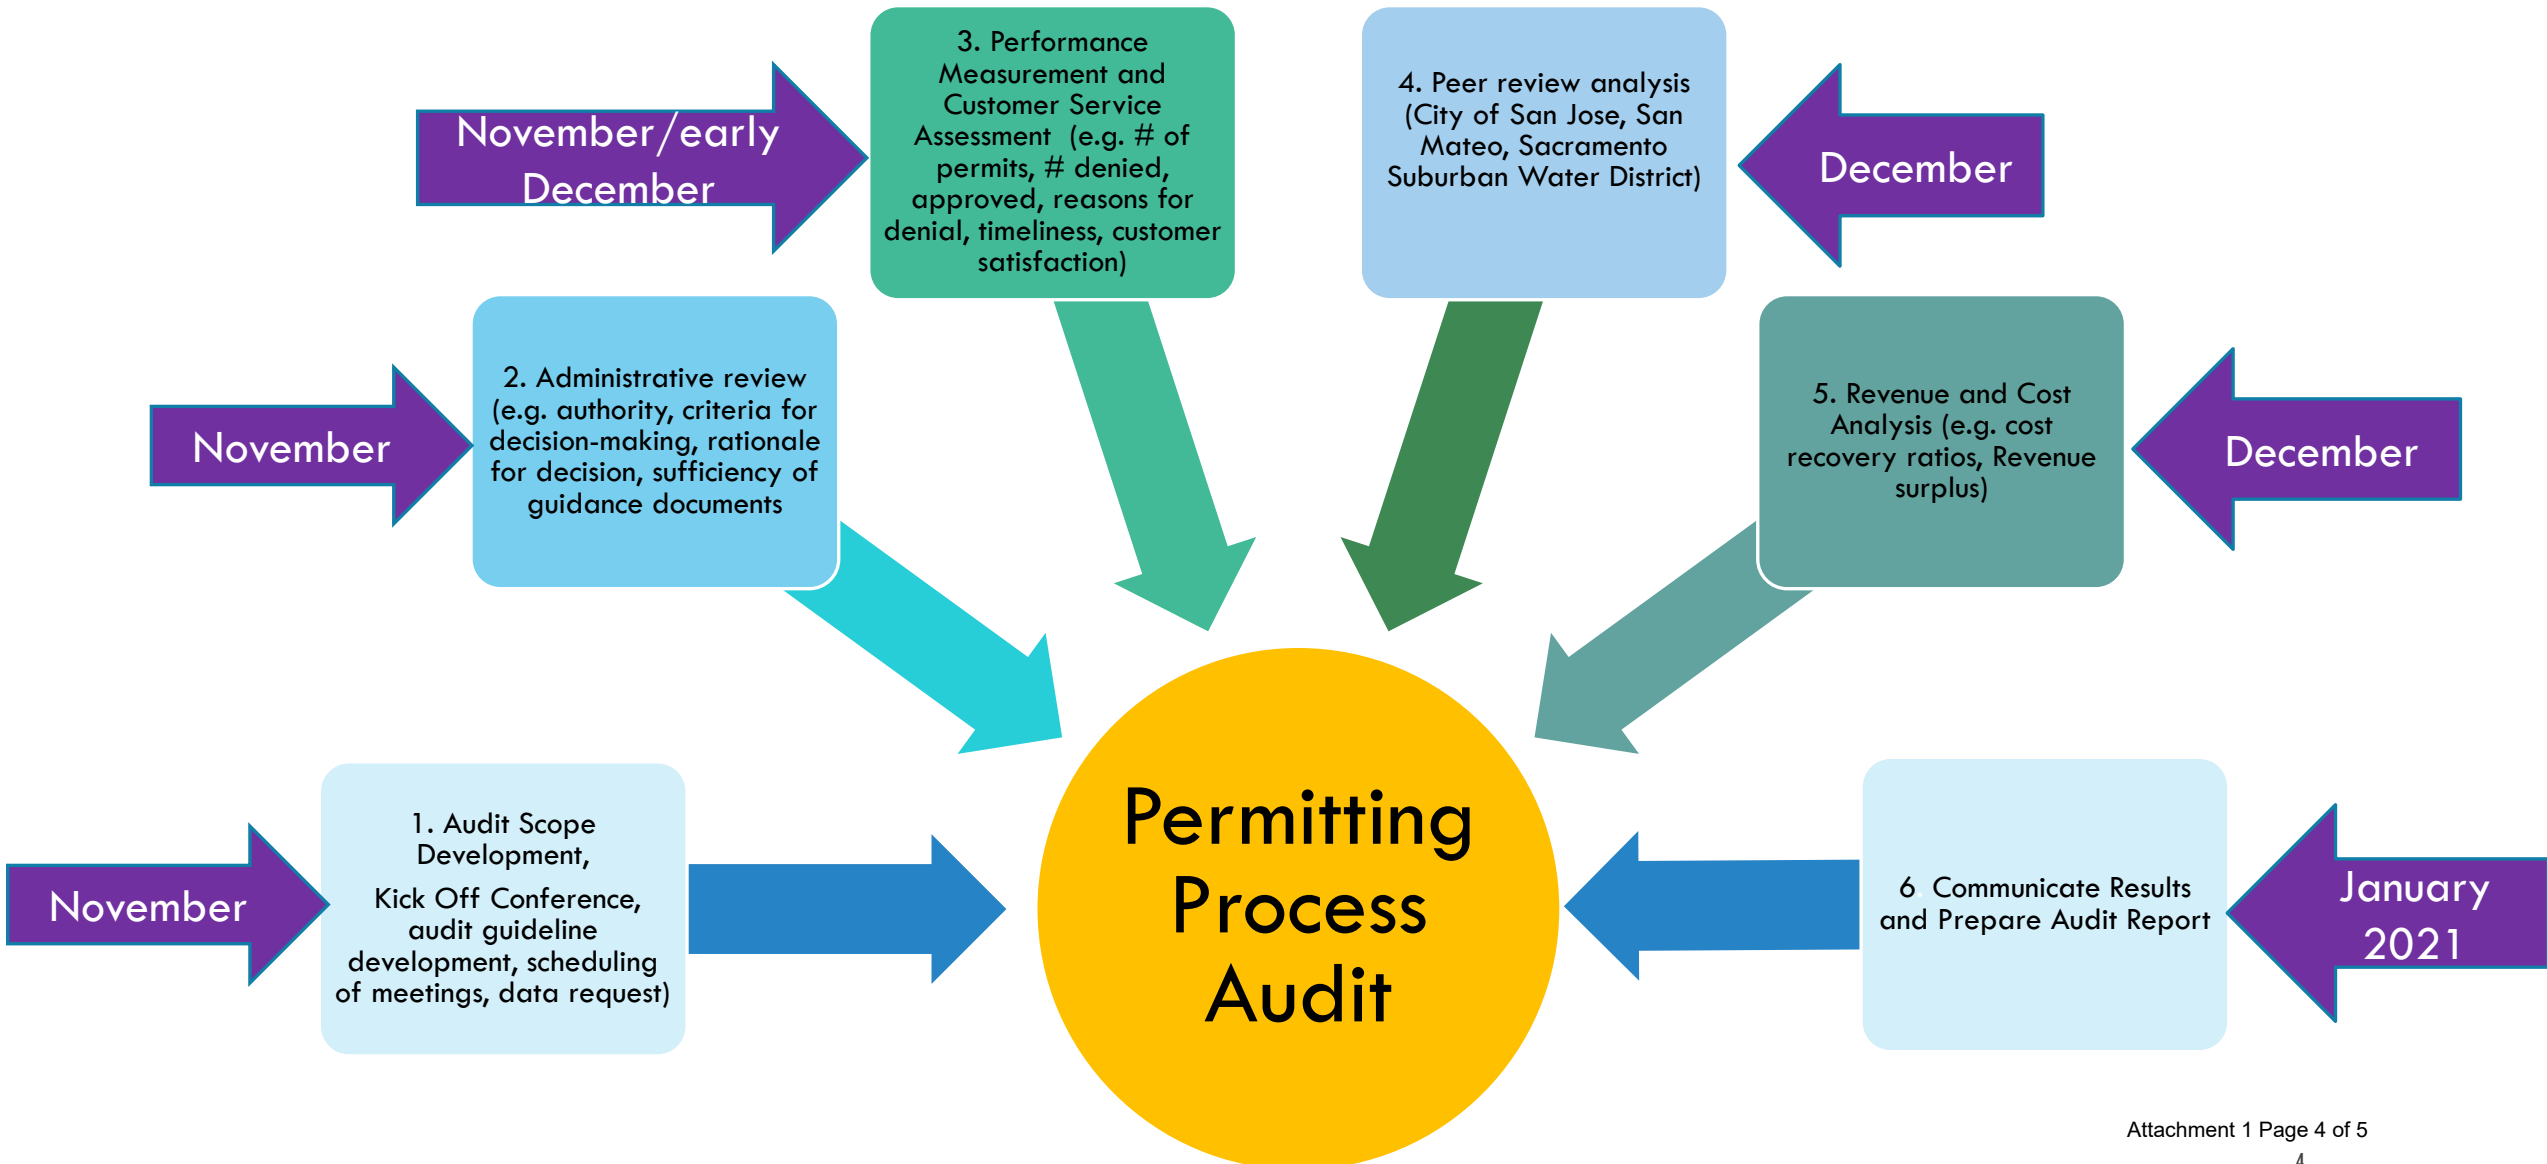 November
1. Audit Scope
Development,
Kick Off Conference,
audit guideline
development, scheduling
of meetings, data request)
November
2. Administrative review
(e.g. authority, criteria for
decision-making, rationale
for decision, sufficiency of
guidance documents
November/early
December
3. Performance
Measurement and
Customer Service
Assessment (e.g. # of
permits, # denied,
approved, reasons for
denial, timeliness, customer
satisfaction)
4. Peer review analysis
(City of San Jose, San
Mateo, Sacramento
Suburban Water District)
December
5. Revenue and Cost
Analysis (e.g. cost
recovery ratios, Revenue
surplus)
December
6. Communicate Results
and Prepare Audit Report
January
2021
Permitting
Process
Audit
Attachment 1 Page 4 of 5
4